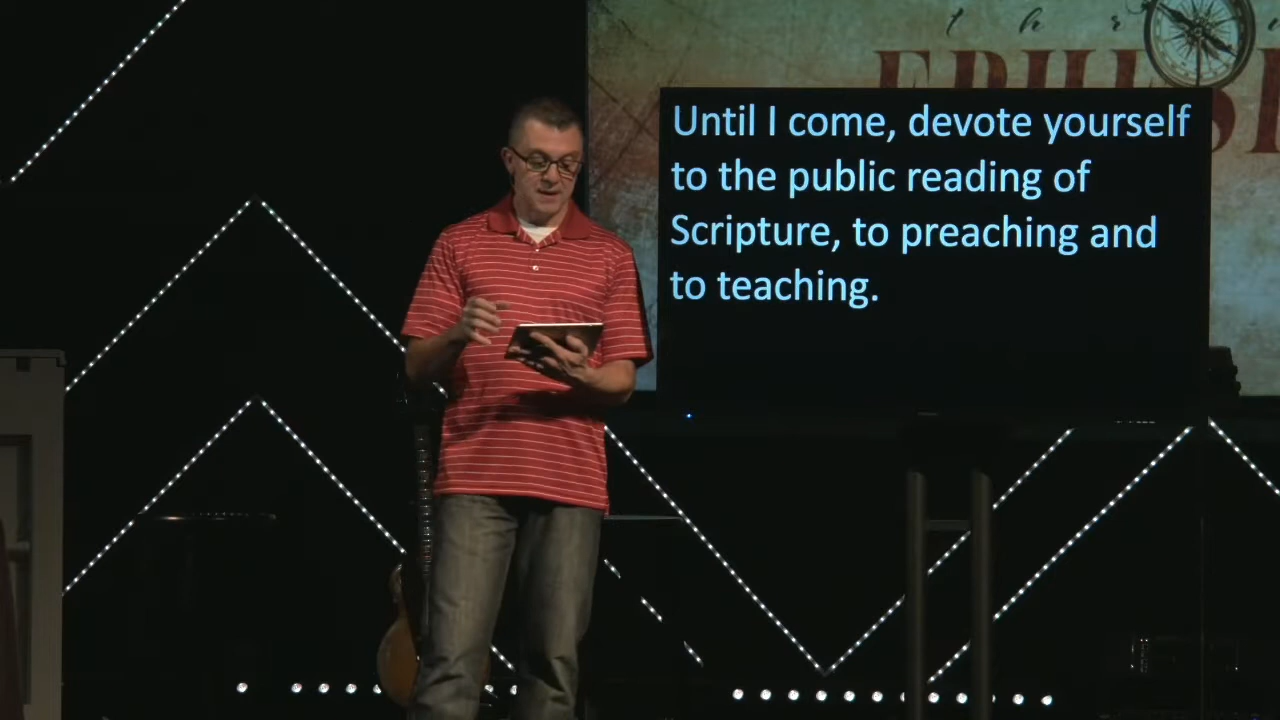 Until I come, devote yourself
to the public reading of
Scripture, to preaching and
to teaching.